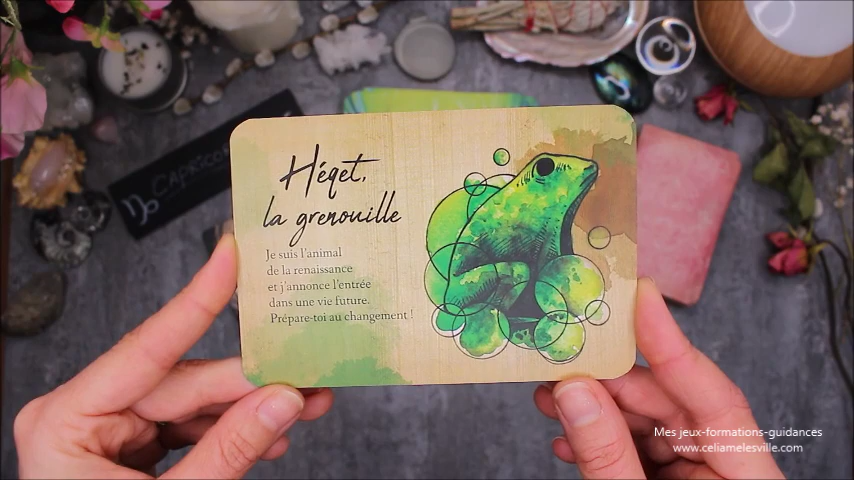 Héqet,
la grenouille
Je suis l'animal
de la renaissance
et j'annonce l'entrée
dans une vie future.
Prépare-toi au changement !
CAPRICO
Mes jeux-formations-guidances
www.celiamelesville.com